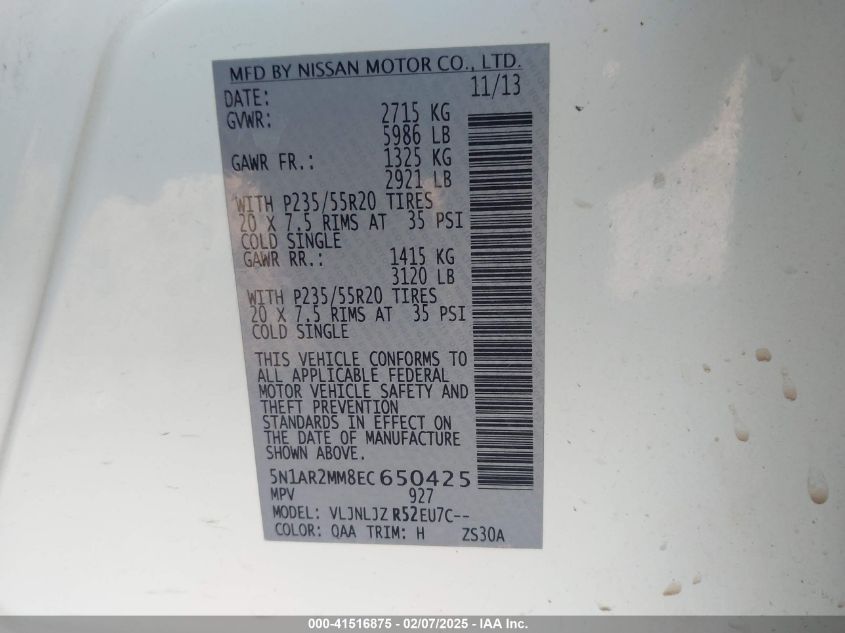 MFD BY NISSAN MOTOR CO., LTD.
DATE: 11/13
GVWR: 2715 KG
5986 LB
GAWR FR.: 1325 KG
2921 LB
WITH P235/55R20 TIRES
20 X 7.5 RIMS AT 35 PSI
COLD SINGLE
GAWR RR.: 1415 KG
3120 LB
WITH P235/55R20 TIRES
20 X 7.5 RIMS AT 35 PSI
COLD SINGLE
THIS VEHICLE CONFORMS TO
ALL APPLICABLE FEDERAL
MOTOR VEHICLE SAFETY AND
THEFT PREVENTION
STANDARDS IN EFFECT ON
THE DATE OF MANUFACTURE
SHOWN ABOVE.
5N1AR2MM8EC650425
MPV 927
MODEL: VLJNLJZ R52EU7C--
COLOR: QAA TRIM: H ZS30A
000-41516875 - 02/07/2025 - IAA Inc.